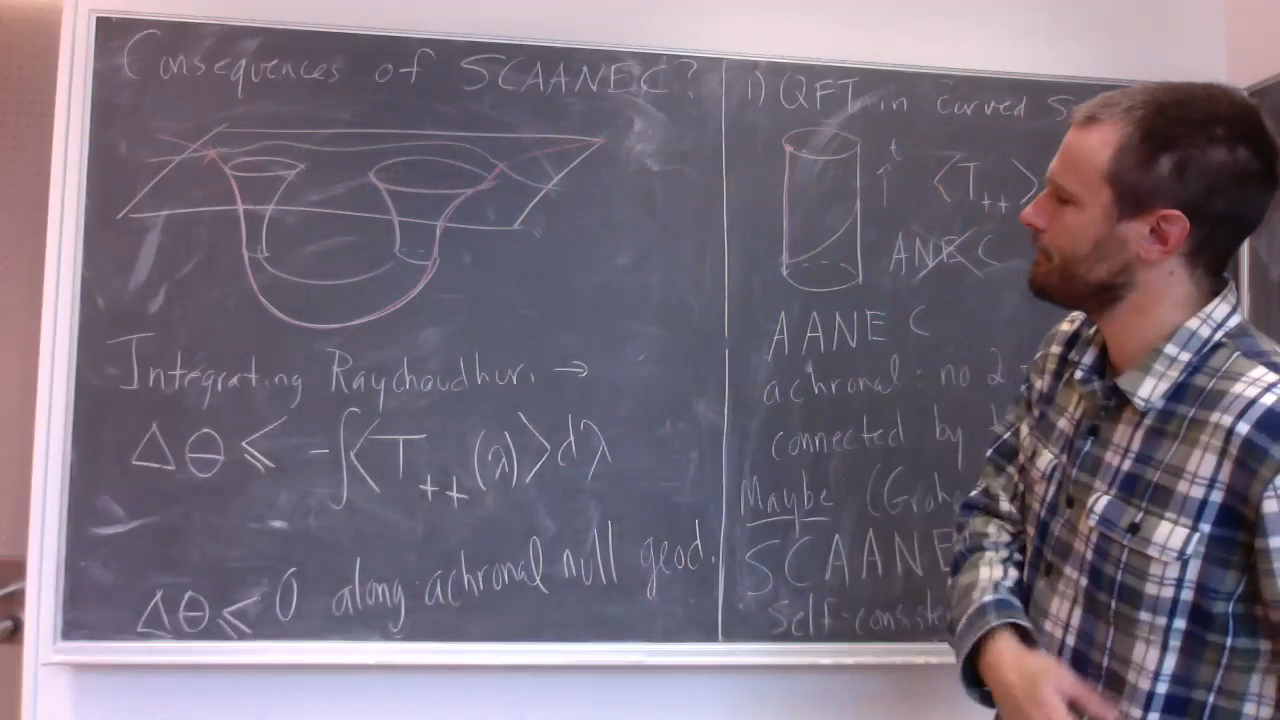 Consequences of SCAANEC?
Integrating Raychaudhuri →
Δθ ≤ -∫<T₊₊(λ)>dλ
Δθ ≤ 0 along achronal null geod.
1) QFT in curved S
t
<T₊₊>
ANEC
AANEC
achronal: no 2
connected by
Maybe (Graha
SCAANE
Self-consiste